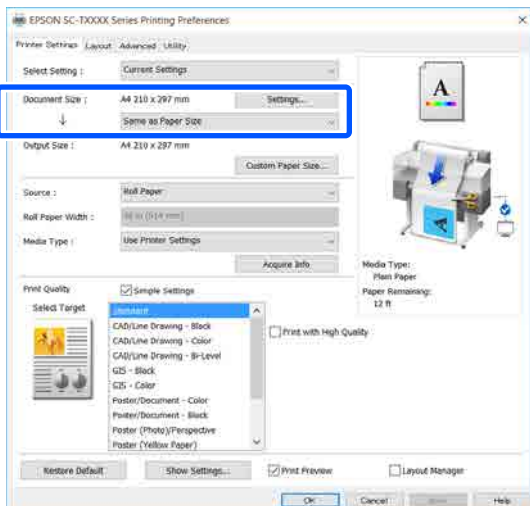 EPSON SC-TXXXX Series Printing Preferences
Printer Settings Layout Advanced Utility
Select Setting : Current Settings
Document Size : A4 210 x 297 mm Settings...
Same as Paper Size
Output Size : A4 210 x 297 mm
Custom Paper Size...
Source : Roll Paper
Roll Paper Width :
Media Type : Use Printer Settings
Acquire Info
A
Media Type:
Plain Paper
Paper Remaining:
12 ft
Print Quality Simple Settings
Select Target
Standard
CAD/Line Drawing - Black
CAD/Line Drawing - Color
CAD/Line Drawing - Bi-Level
GIS - Black
GIS - Color
Poster/Document - Color
Poster/Document - Black
Poster (Photo)/Perspective
Poster (Yellow Paper)
Print with High Quality
Restore Default Show Settings... Print Preview Layout Manager
OK Cancel Help